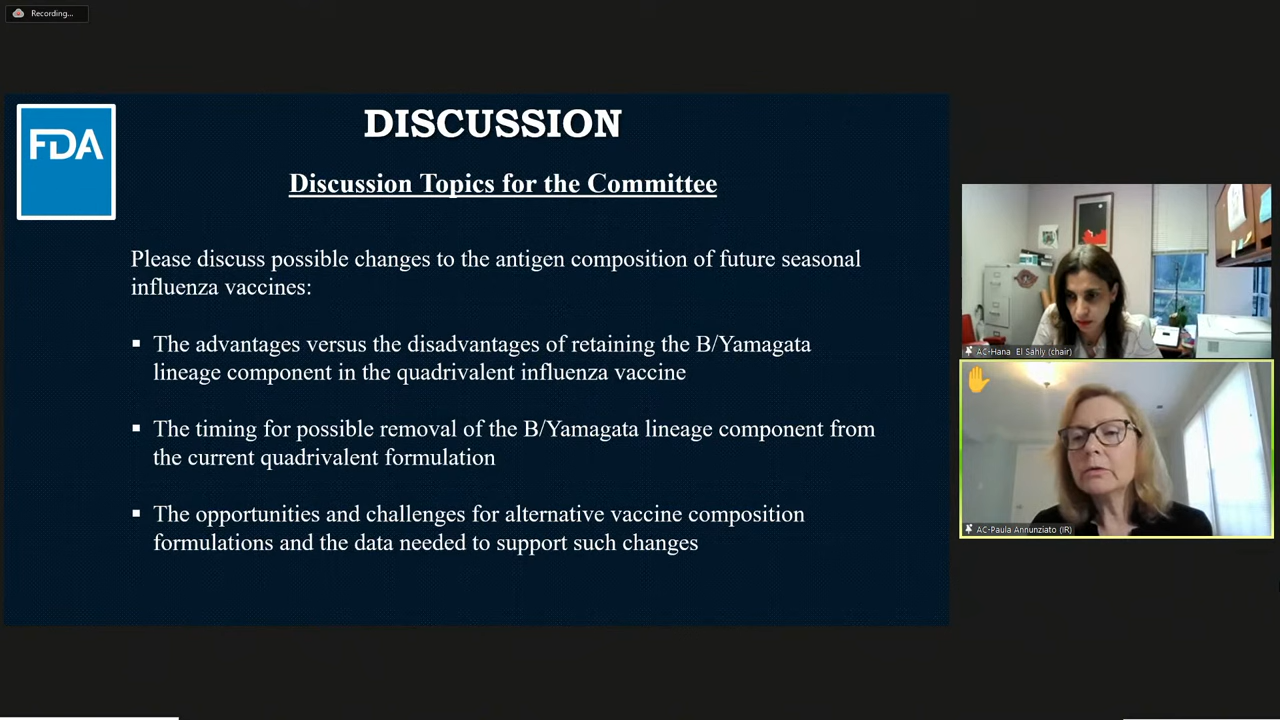 Recording...
FDA
DISCUSSION
Discussion Topics for the Committee
Please discuss possible changes to the antigen composition of future seasonal
influenza vaccines:
▪ The advantages versus the disadvantages of retaining the B/Yamagata
lineage component in the quadrivalent influenza vaccine
▪ The timing for possible removal of the B/Yamagata lineage component from
the current quadrivalent formulation
▪ The opportunities and challenges for alternative vaccine composition
formulations and the data needed to support such changes
AC-Hana El Sahly (chair)
AC-Paula Annunziato (IR)